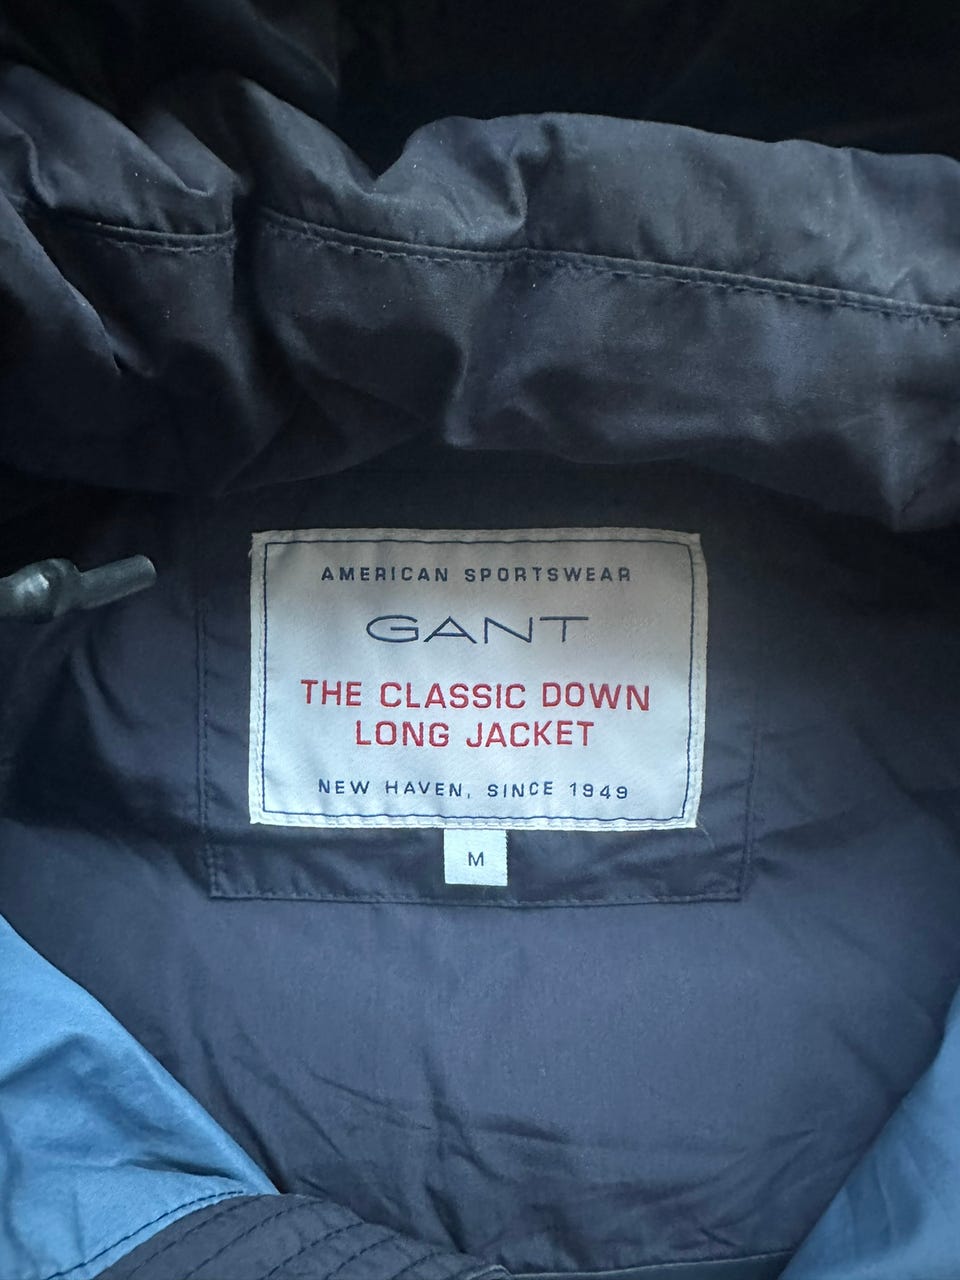 AMERICAN SPORTSWEAR
GANT
THE CLASSIC DOWN
LONG JACKET
NEW HAVEN, SINCE 1949
M